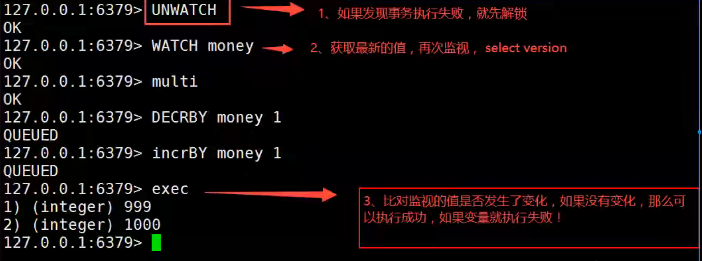 127.0.0.1:6379> UNWATCH
1、如果发现事务执行失败，就先解锁
OK
127.0.0.1:6379> WATCH money
2、获取最新的值，再次监视，select version
OK
127.0.0.1:6379> multi
OK
127.0.0.1:6379> DECRBY money 1
QUEUED
127.0.0.1:6379> incrBY money 1
QUEUED
127.0.0.1:6379> exec
3、比对监视的值是否发生了变化，如果没有变化，那么可
以执行成功，如果变量就执行失败！
1) (integer) 999
2) (integer) 1000
127.0.0.1:6379>